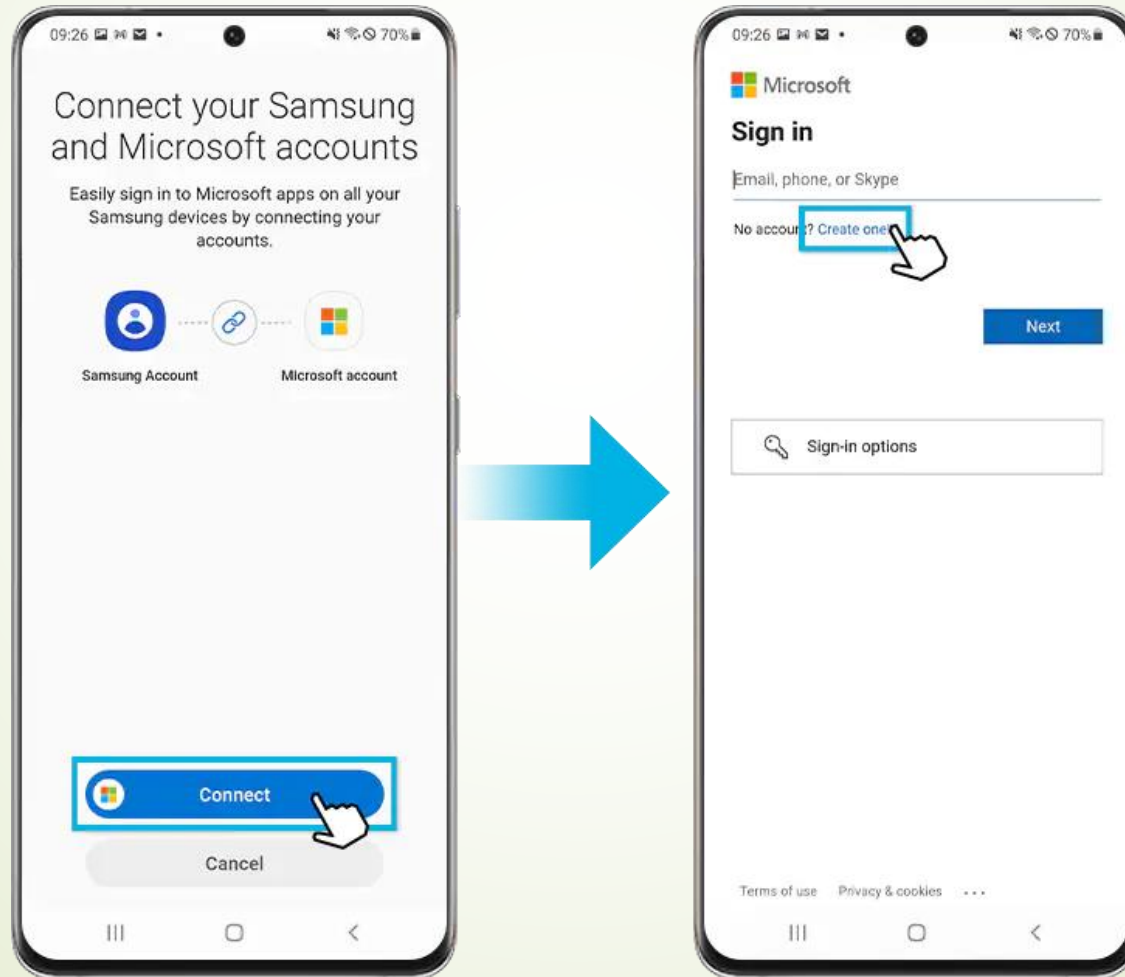 09:26 70%
Connect your Samsung
and Microsoft accounts
Easily sign in to Microsoft apps on all your
Samsung devices by connecting your
accounts.
Samsung Account Microsoft account
Connect
Cancel
09:26 70%
Microsoft
Sign in
Email, phone, or Skype
No account? Create one!
Next
Sign-in options
Terms of use Privacy & cookies ...